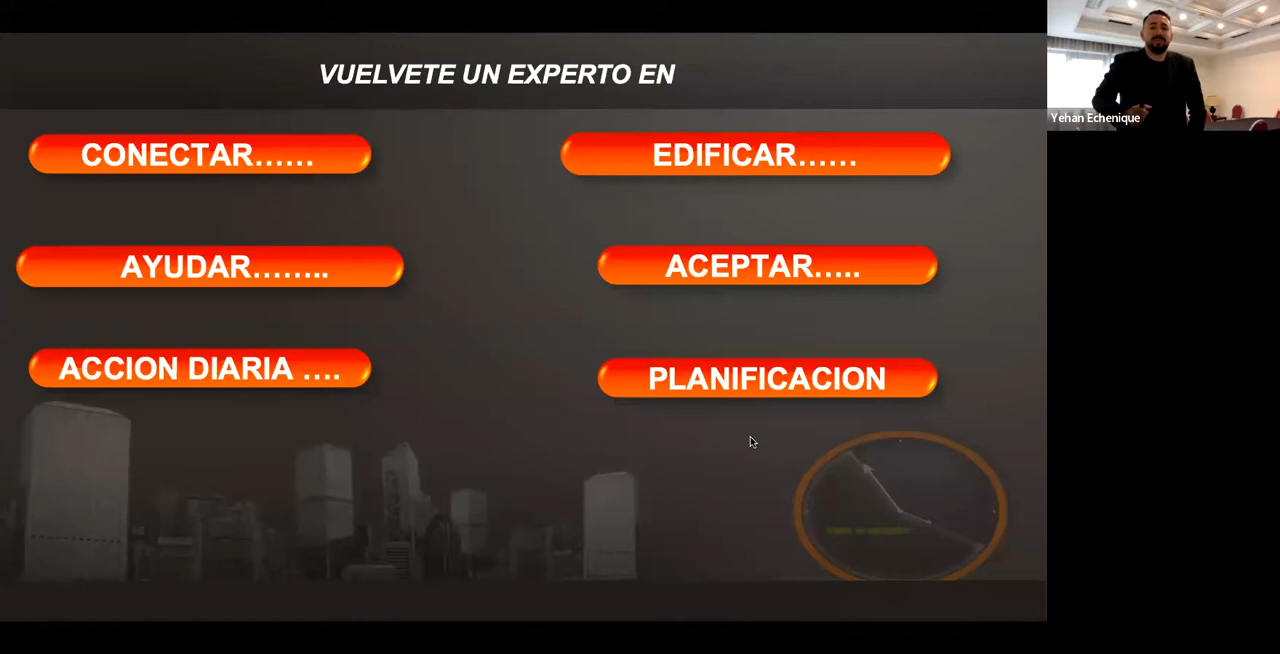 VUELVETE UN EXPERTO EN
CONECTAR......
EDIFICAR......
AYUDAR........
ACEPTAR.....
ACCION DIARIA ....
PLANIFICACION
Yehan Echenique